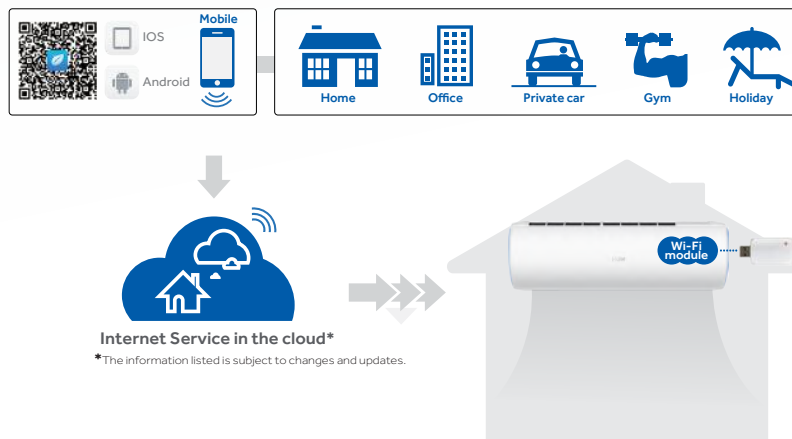 Mobile
IOS
Android
Home
Office
Private car
Gym
Holiday
Wi-Fi
module
Internet Service in the cloud*
*The information listed is subject to changes and updates.